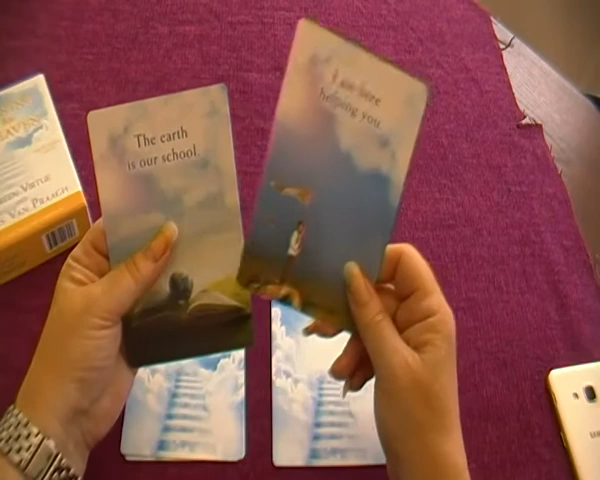 The earth
is our school.
I am here
helping you.
VIRTUE
VAN PRAAGH